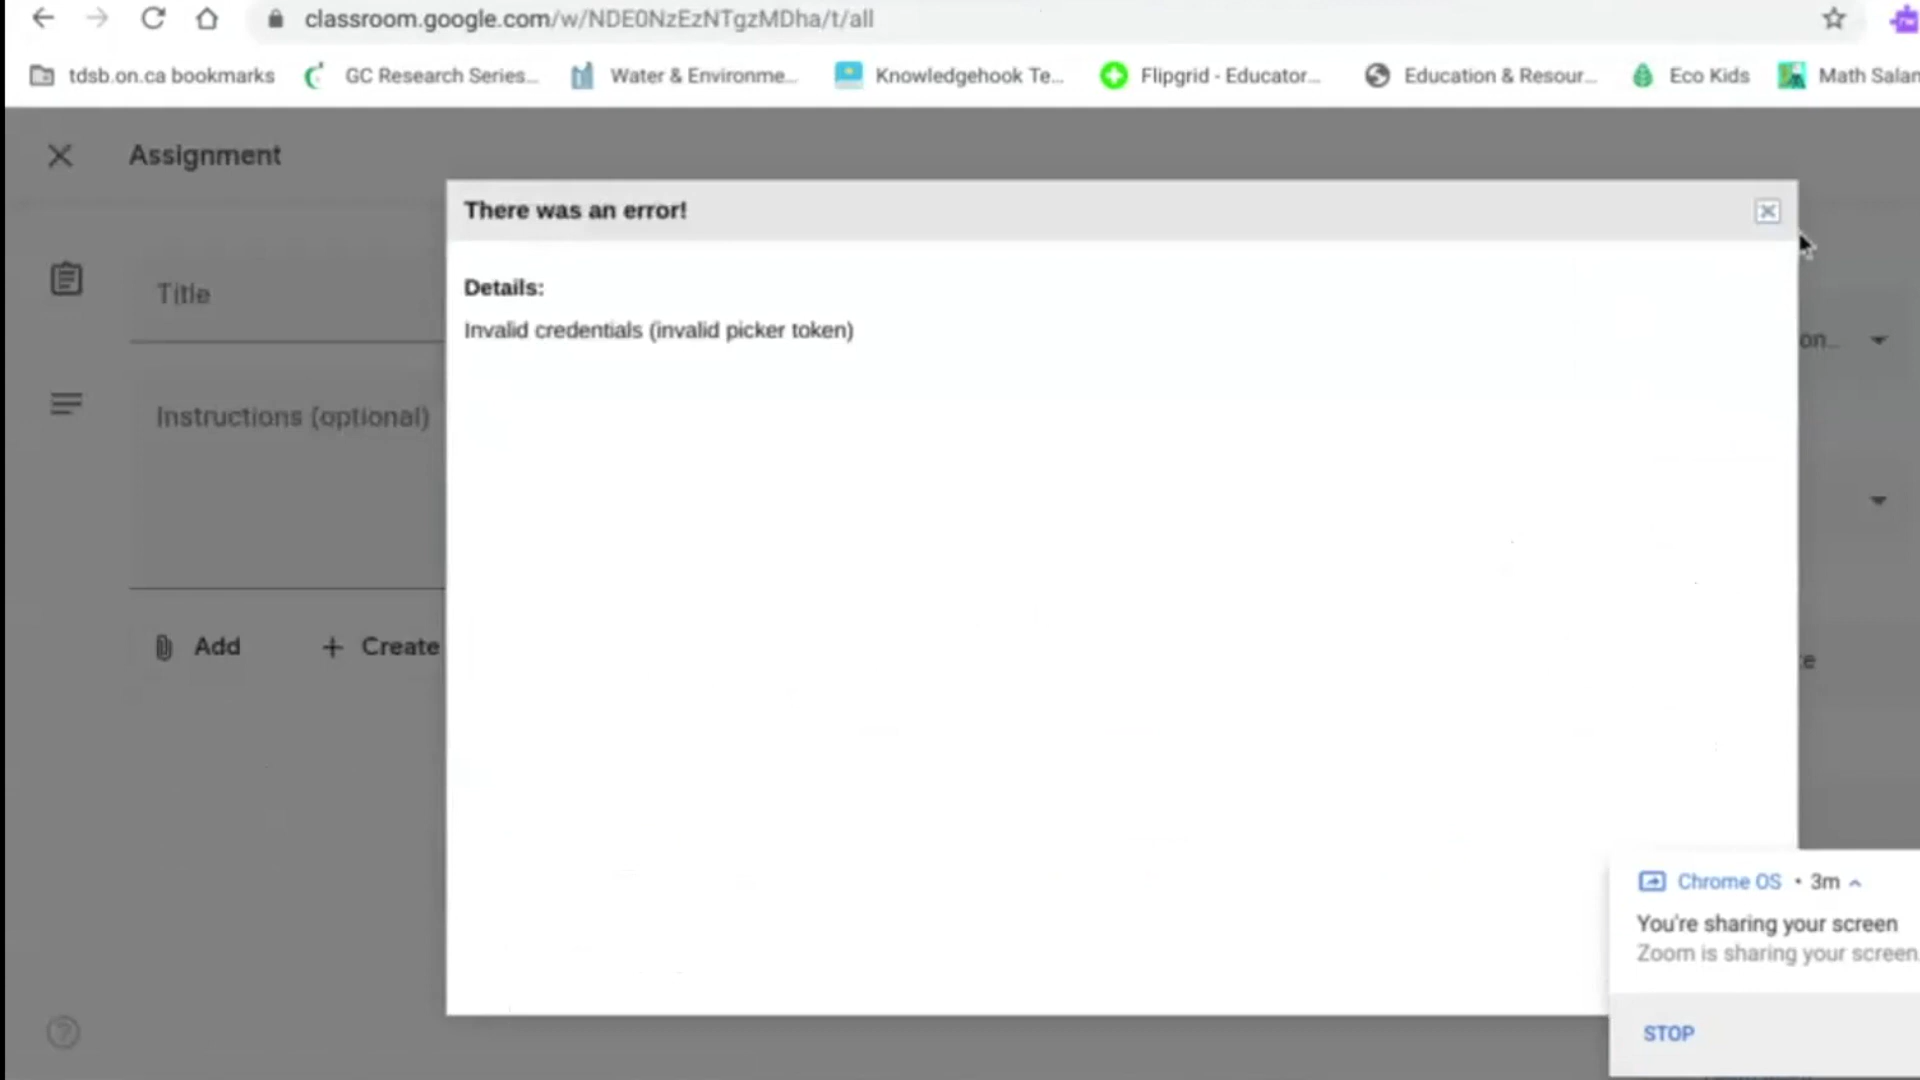 classroom.google.com/w/NDE0NzEzNTgzMDha/t/all
tdsb.on.ca bookmarks GC Research Series... Water & Environme... Knowledgehook Te... Flipgrid - Educator... Education & Resour... Eco Kids Math Salan
Assignment
There was an error!
Details:
Title
Invalid credentials (invalid picker token)
on...
Instructions (optional)
Add + Create
e
Chrome OS • 3m
You're sharing your screen
Zoom is sharing your screen.
STOP